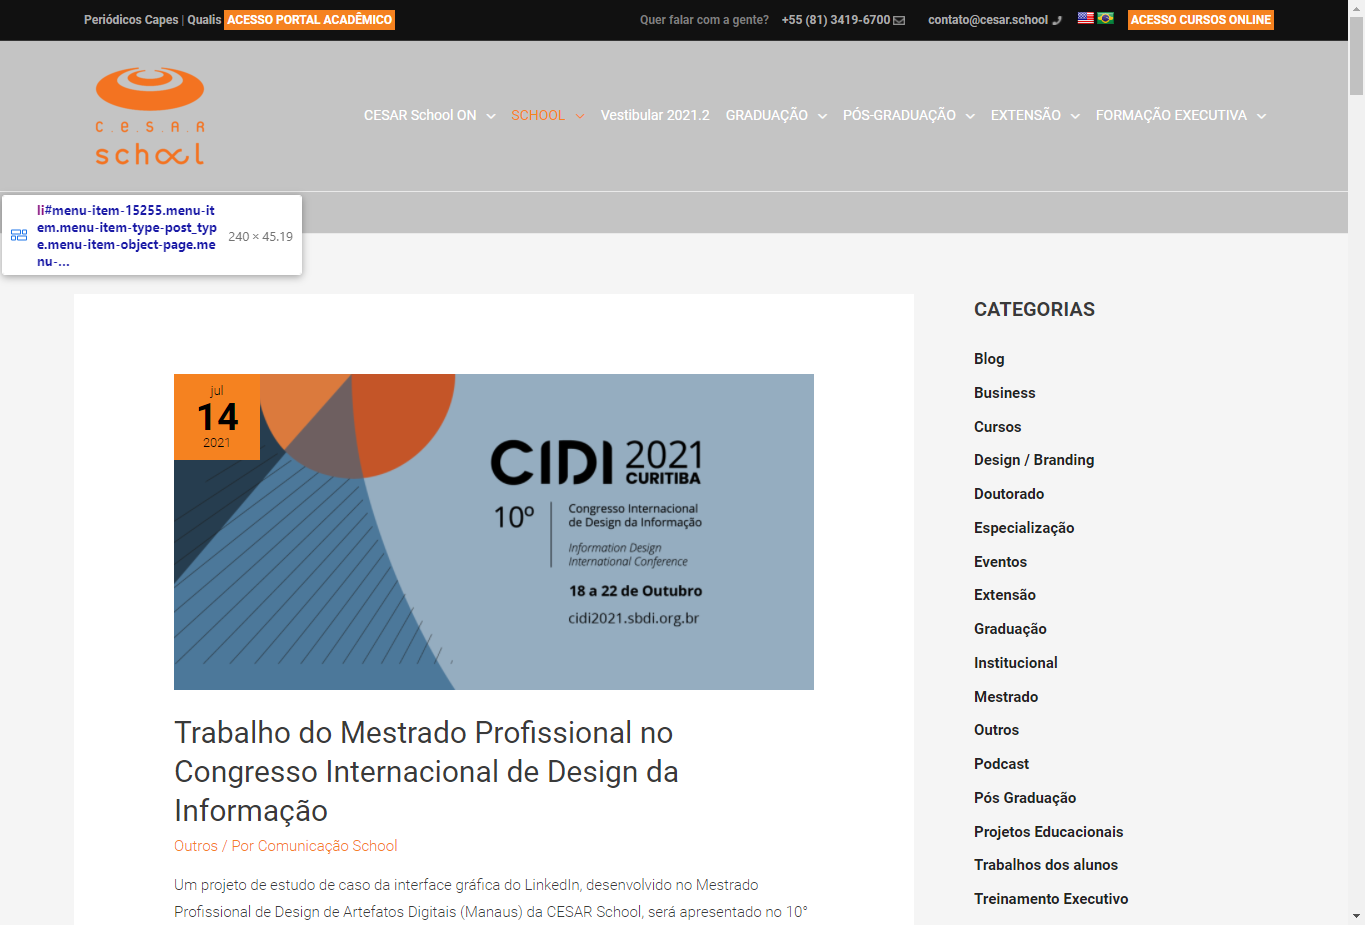 Periódicos Capes | Qualis ACESSO PORTAL ACADÊMICO
Quer falar com a gente? +55 (81) 3419-6700 contato@cesar.school ACESSO CURSOS ONLINE
C.e.S.A.R
school
CESAR School ON SCHOOL Vestibular 2021.2 GRADUAÇÃO PÓS-GRADUAÇÃO EXTENSÃO FORMAÇÃO EXECUTIVA
li#menu-item-15255.menu-it
em.menu-item-type-post_typ
e.menu-item-object-page.me
nu-...
240 × 45.19
jul
14
2021
CIDI 2021
CURITIBA
10º
Congresso Internacional
de Design da Informação
Information Design
International Conference
18 a 22 de Outubro
cidi2021.sbdi.org.br
Trabalho do Mestrado Profissional no
Congresso Internacional de Design da
Informação
Outros / Por Comunicação School
Um projeto de estudo de caso da interface gráfica do LinkedIn, desenvolvido no Mestrado
Profissional de Design de Artefatos Digitais (Manaus) da CESAR School, será apresentado no 10°
CATEGORIAS
Blog
Business
Cursos
Design / Branding
Doutorado
Especialização
Eventos
Extensão
Graduação
Institucional
Mestrado
Outros
Podcast
Pós Graduação
Projetos Educacionais
Trabalhos dos alunos
Treinamento Executivo